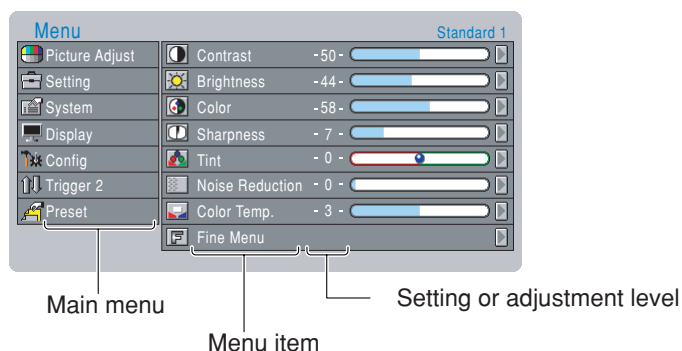 Menu
Standard 1
Picture Adjust
Setting
System
Display
Config
Trigger 2
Preset
Contrast -50-
Brightness -44-
Color -58-
Sharpness - 7 -
Tint - 0 -
Noise Reduction - 0 -
Color Temp. - 3 -
F Fine Menu
Main menu
Menu item
Setting or adjustment level